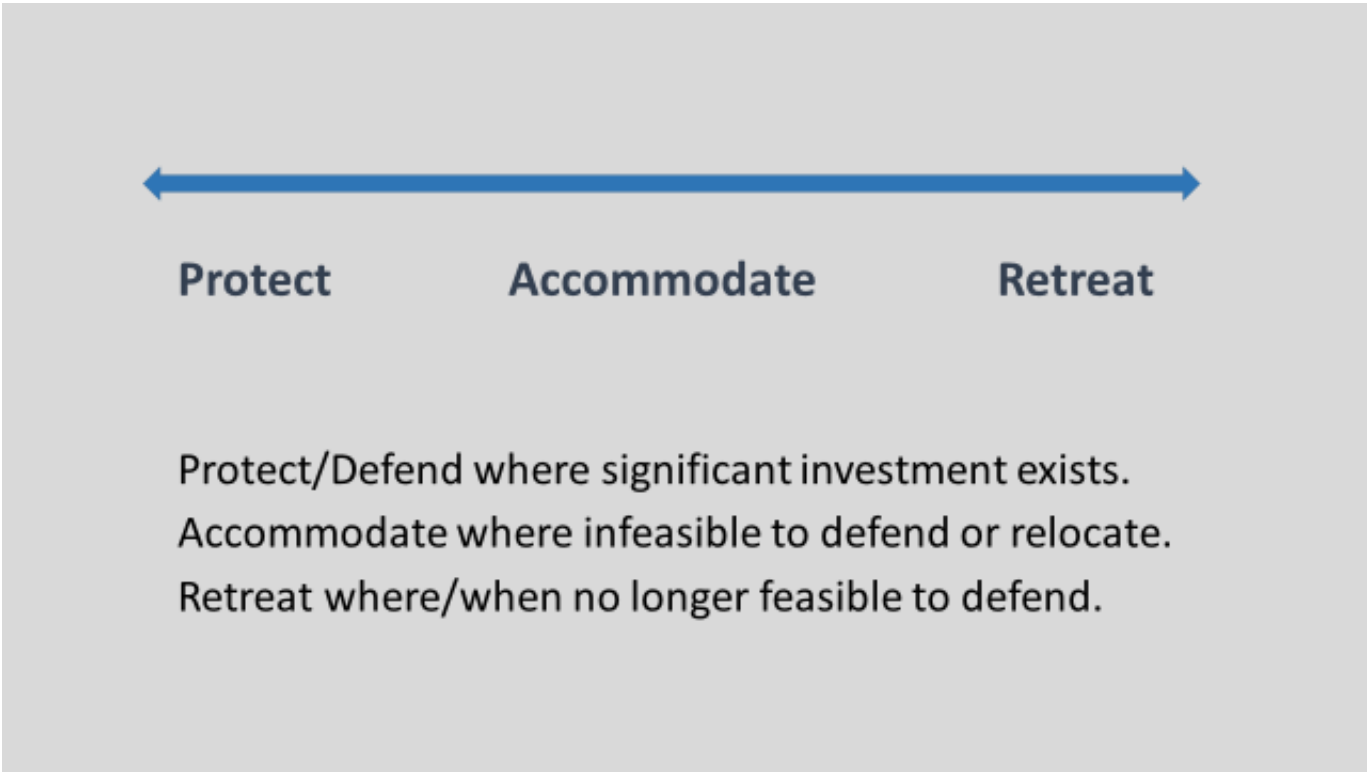 Protect Accommodate Retreat
Protect/Defend where significant investment exists.
Accommodate where infeasible to defend or relocate.
Retreat where/when no longer feasible to defend.